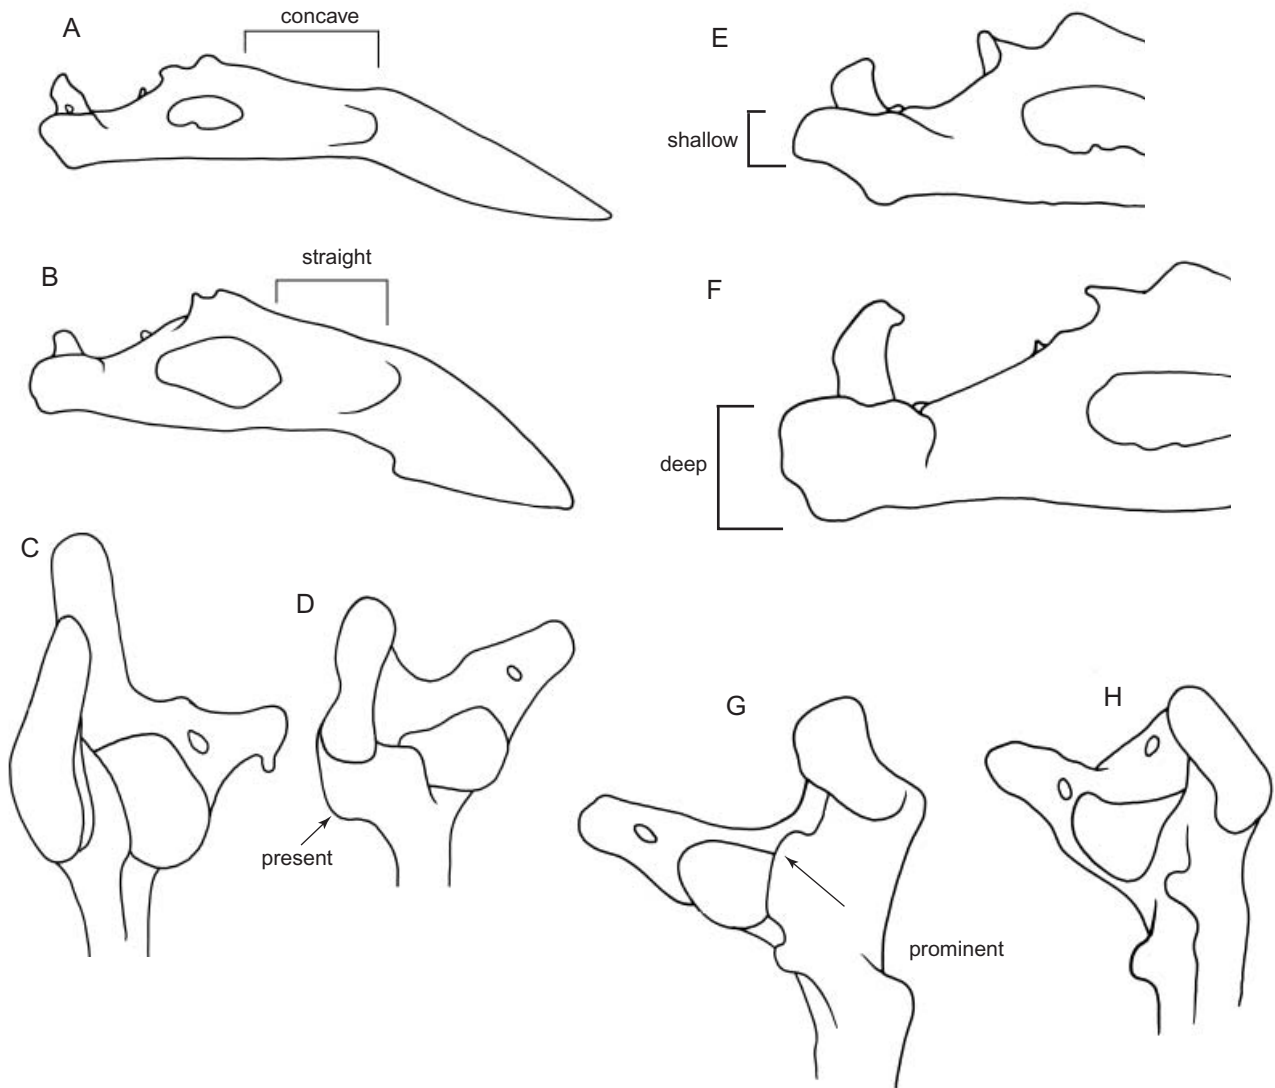 A
concave
E
shallow
B
straight
F
deep
C
D
present
G
H
prominent